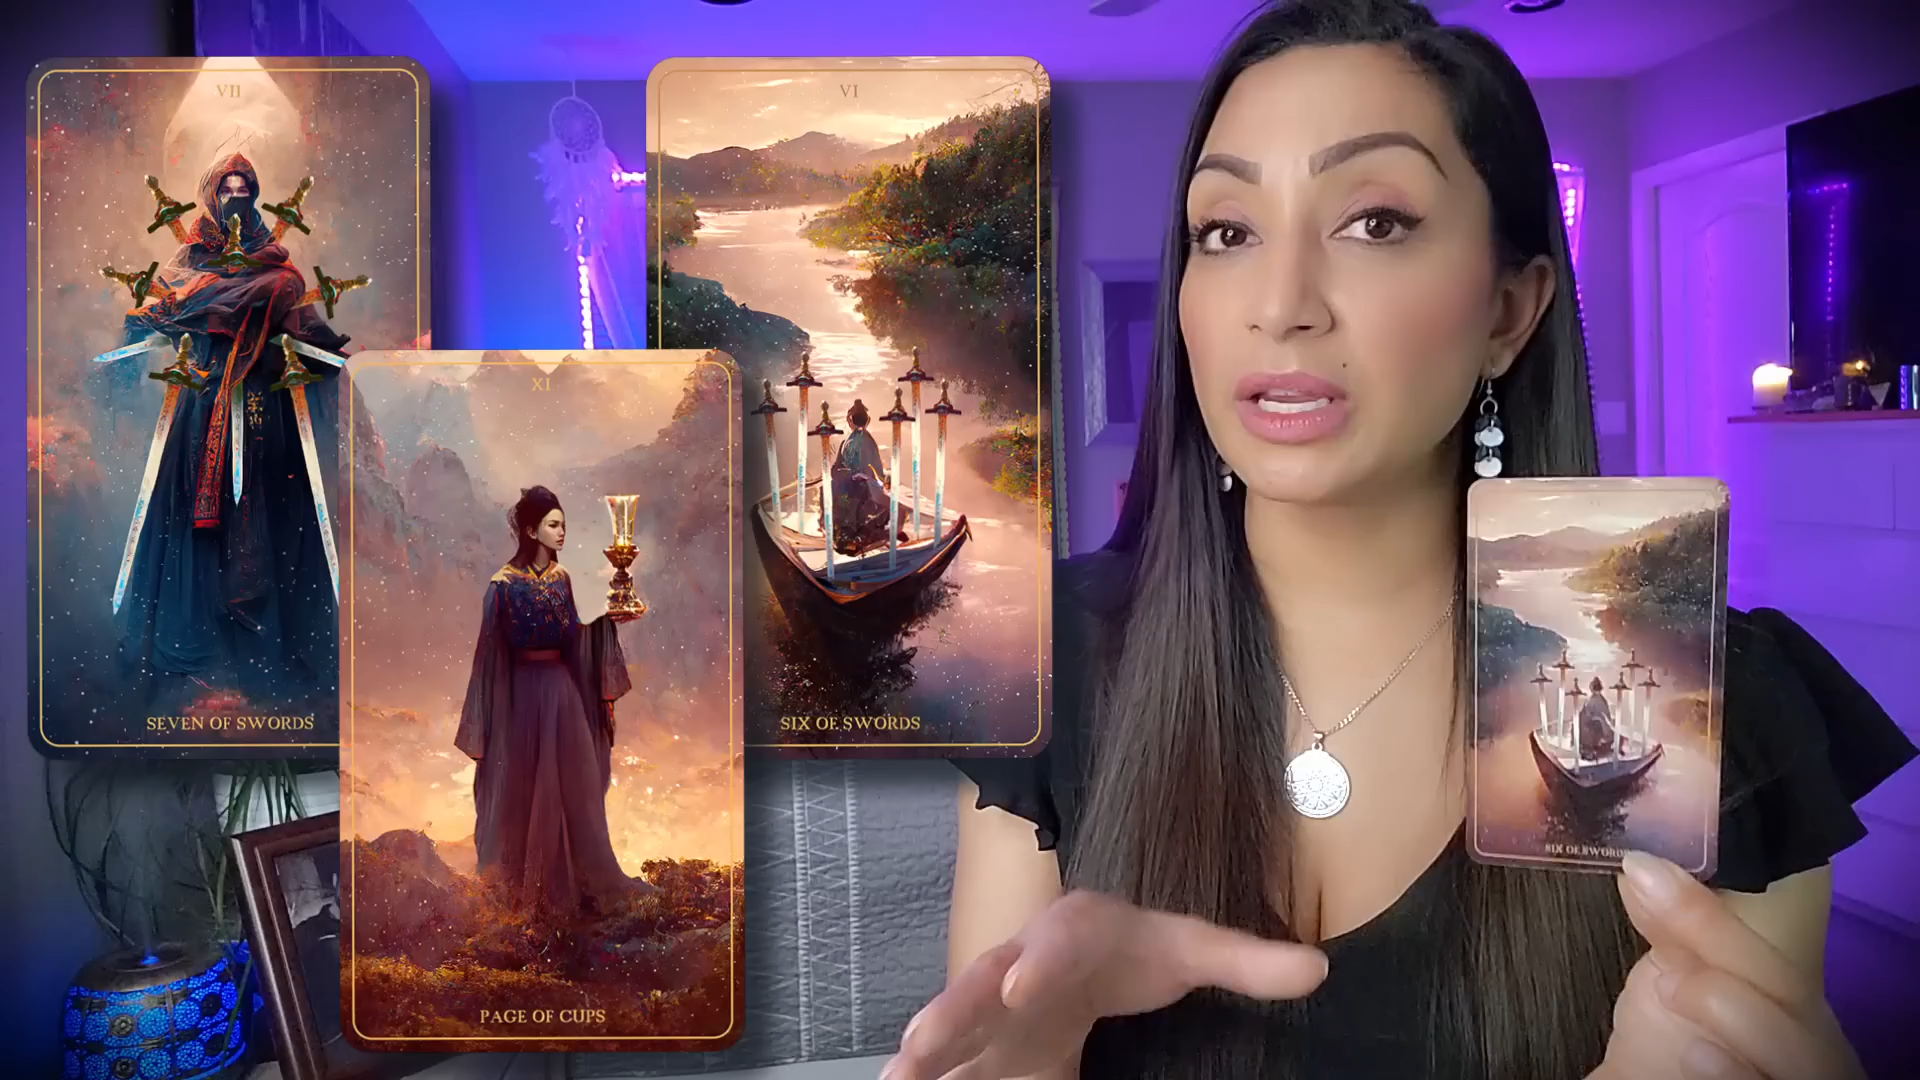 VII
SEVEN OF SWORDS
XI
PAGE OF CUPS
VI
SIX OF SWORDS
SIX OF SWORDS